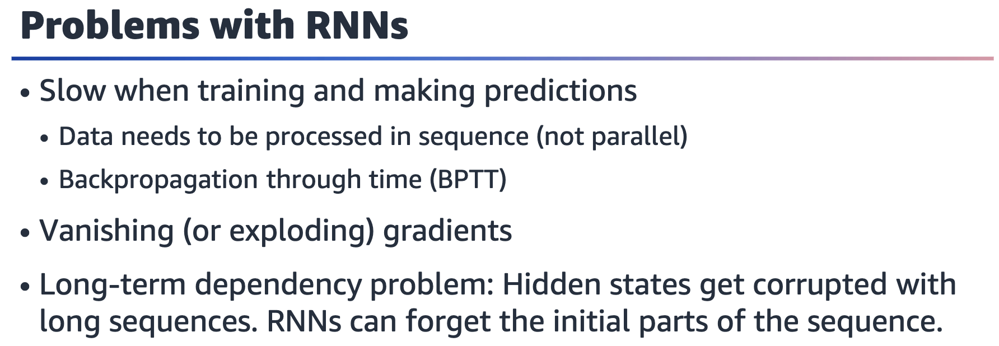 Problems with RNNs
• Slow when training and making predictions
• Data needs to be processed in sequence (not parallel)
• Backpropagation through time (BPTT)
• Vanishing (or exploding) gradients
• Long-term dependency problem: Hidden states get corrupted with
long sequences. RNNs can forget the initial parts of the sequence.